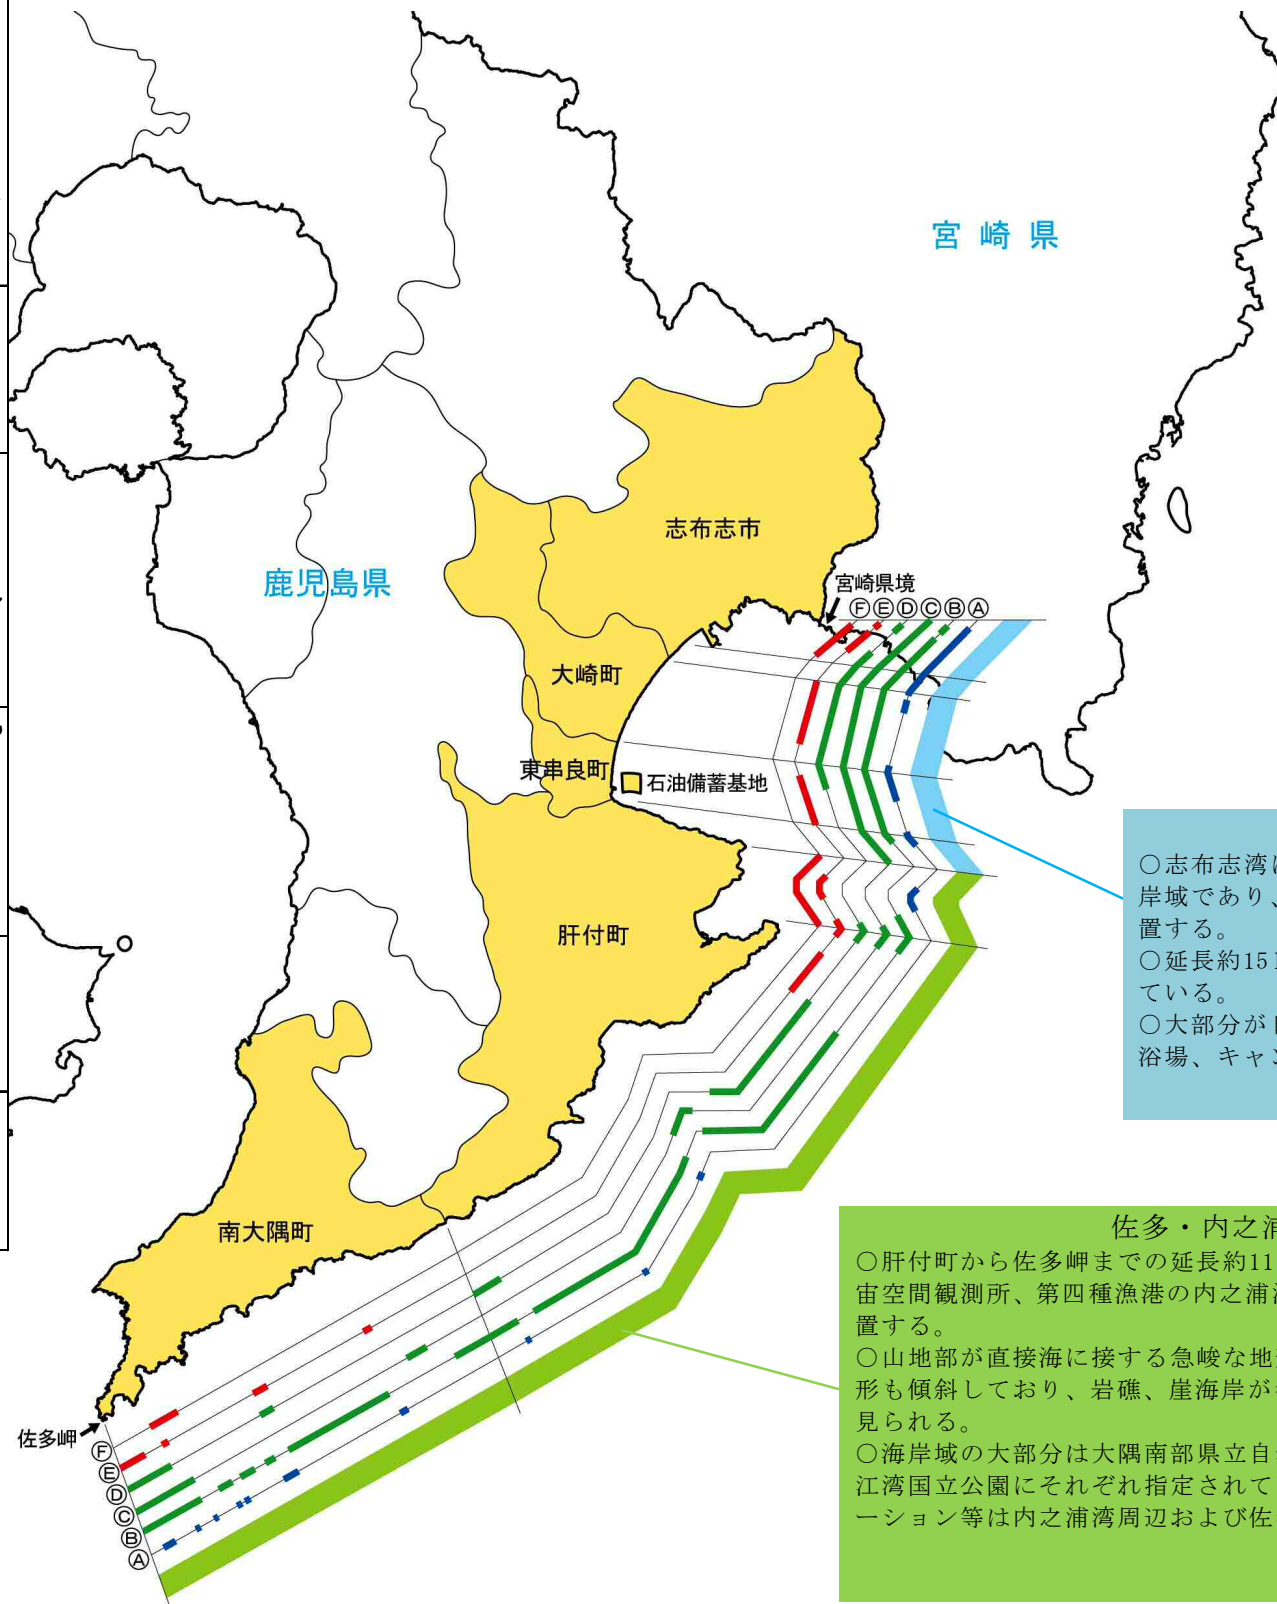 宮崎県
志布志市
宮崎県境
ⒻⒺⒹⒸⒷⒶ
鹿児島県
大崎町
東串良町
石油備蓄基地
肝付町
南大隅町
佐多岬
Ⓕ
Ⓔ
Ⓓ
Ⓒ
Ⓑ
Ⓐ
○志布志湾に
岸域であり、
置する。
○延長約15
ている。
○大部分が
浴場、キャン
佐多・内之浦
○肝付町から佐多岬までの延長約11
宙空間観測所、第四種漁港の内之浦
置する。
○山地部が直接海に接する急峻な地
形も傾斜しており、岩礁、崖海岸が
見られる。
○海岸域の大部分は大隅南部県立自
江湾国立公園にそれぞれ指定されて
ーション等は内之浦湾周辺および佐